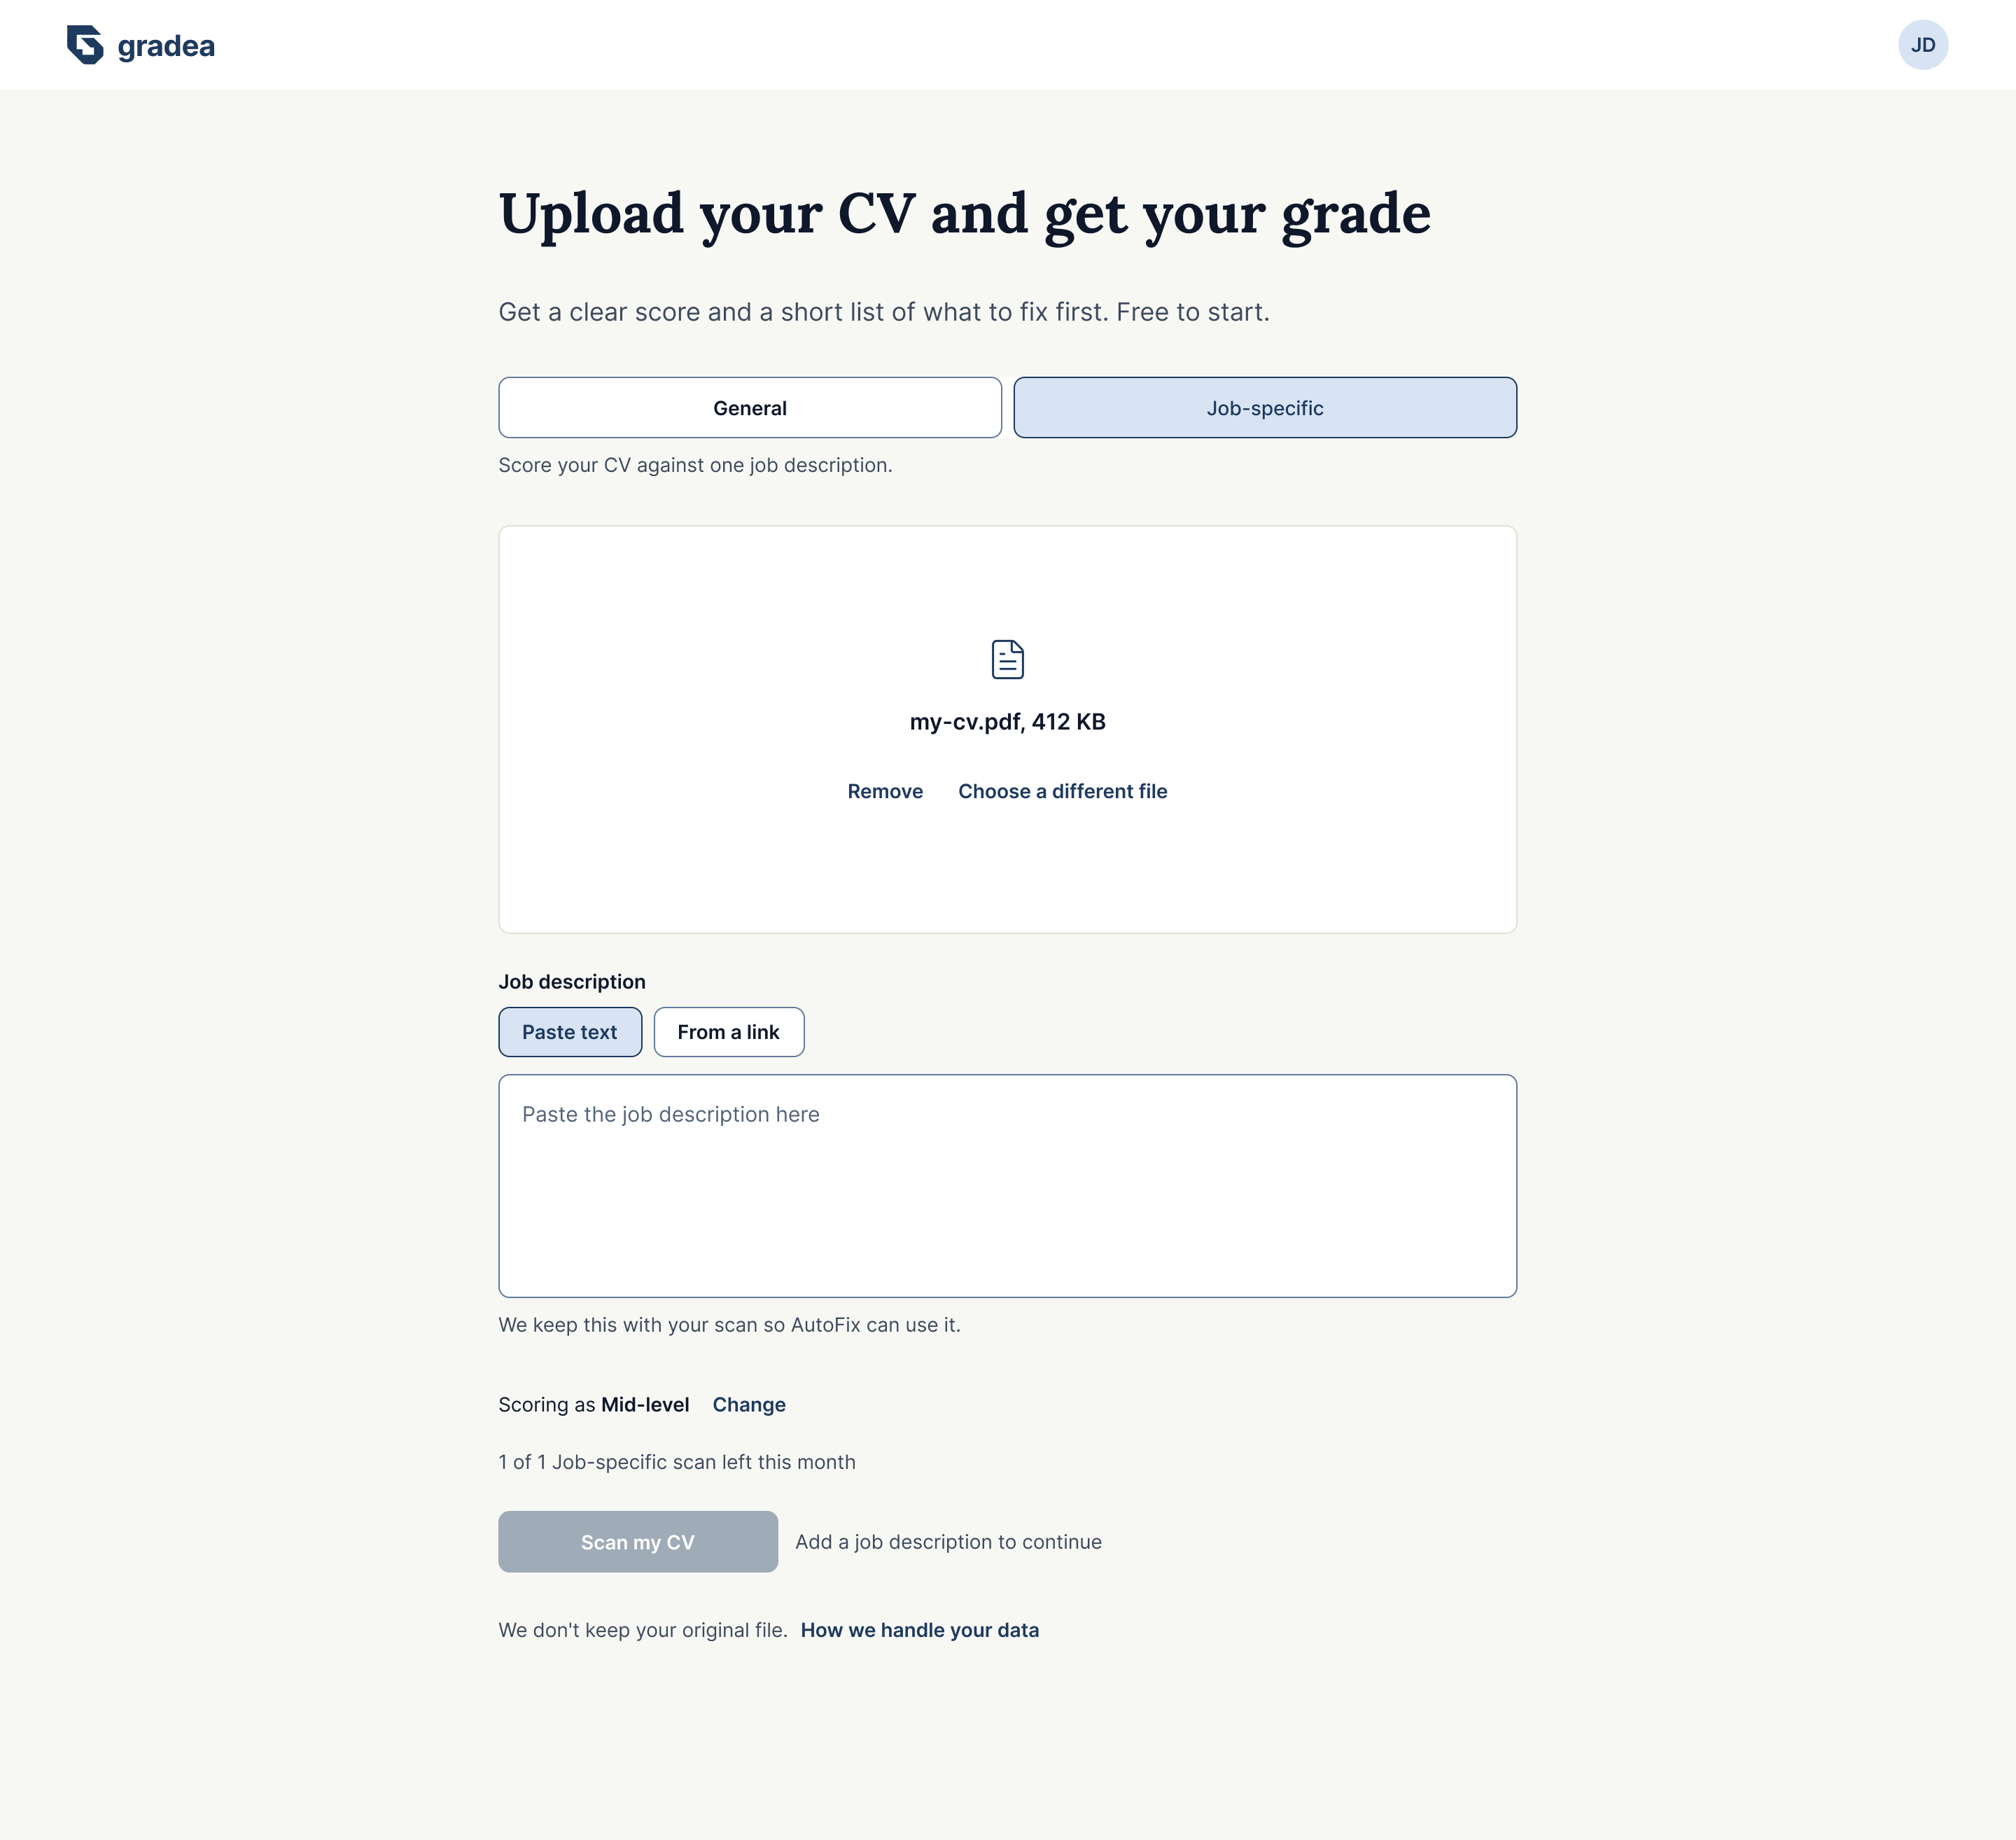 gradea
JD
Upload your CV and get your grade
Get a clear score and a short list of what to fix first. Free to start.
General
Job-specific
Score your CV against one job description.
my-cv.pdf, 412 KB
Remove
Choose a different file
Job description
Paste text
From a link
Paste the job description here
We keep this with your scan so AutoFix can use it.
Scoring as Mid-level Change
1 of 1 Job-specific scan left this month
Scan my CV
Add a job description to continue
We don't keep your original file. How we handle your data